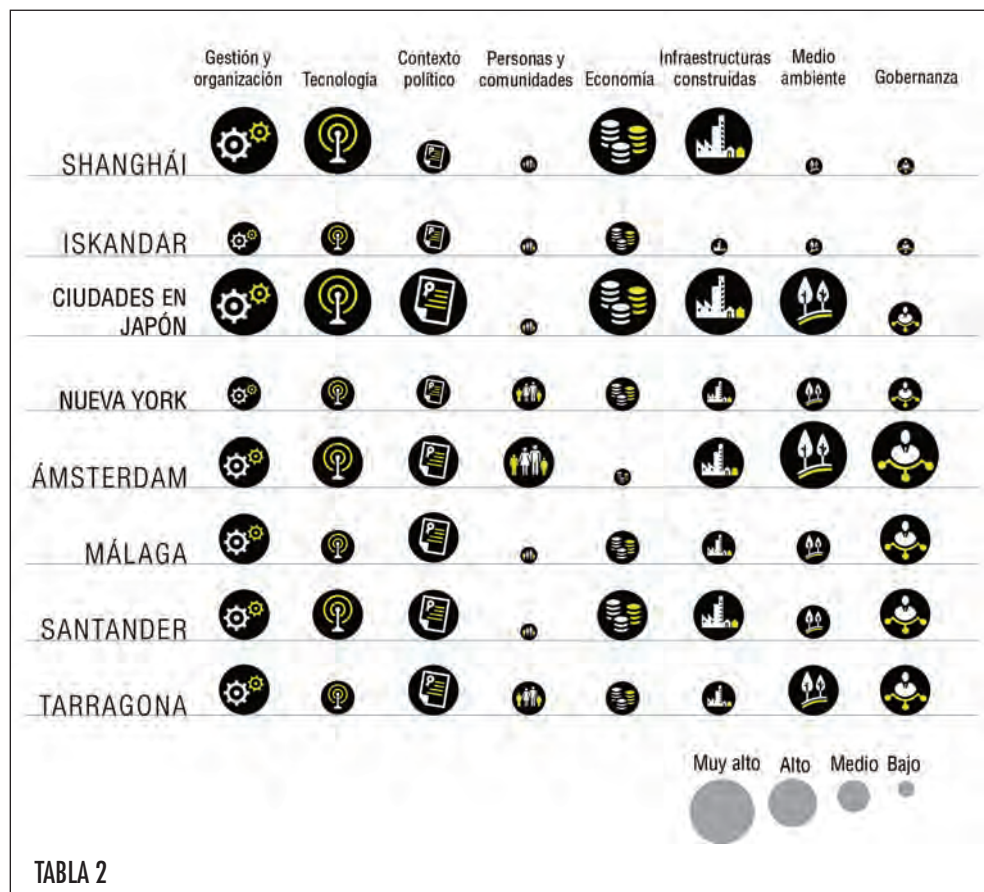 Gestión y organización
Tecnología
Contexto político
Personas y comunidades
Economía
Infraestructuras construidas
Medio ambiente
Gobernanza
SHANGHÁI
ISKANDAR
CIUDADES EN
JAPÓN
NUEVA YORK
ÁMSTERDAM
MÁLAGA
SANTANDER
TARRAGONA
Muy alto Alto Medio Bajo
TABLA 2